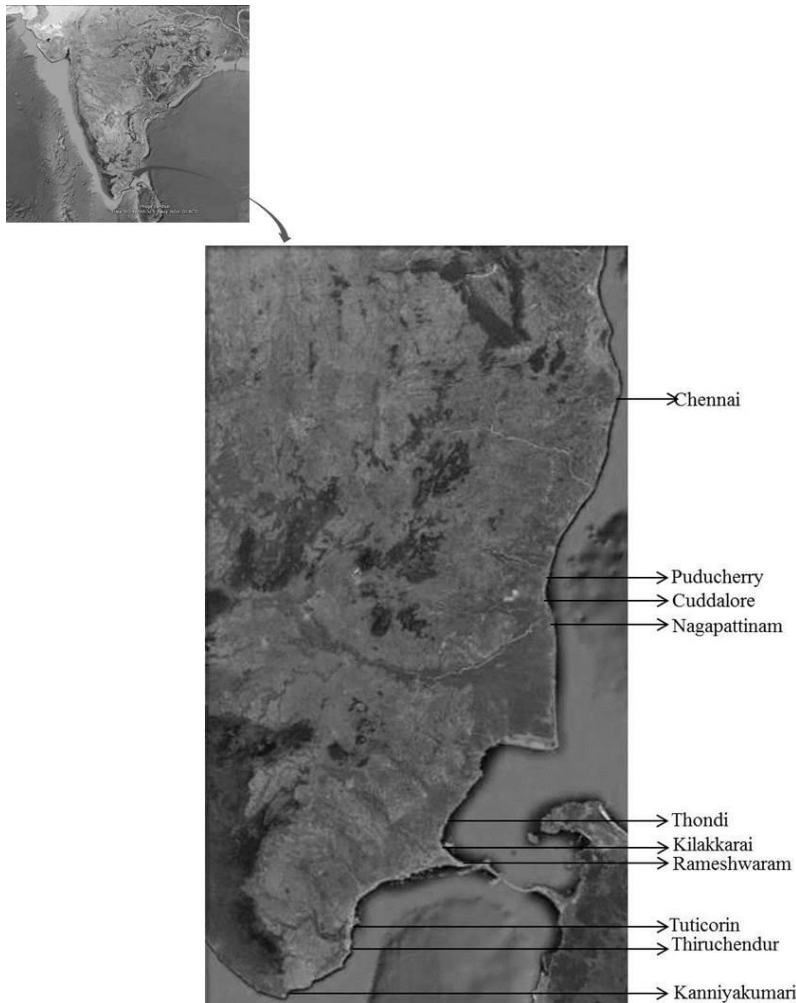 Chennai
Puducherry
Cuddalore
Nagapattinam
Thondi
Kilakkarai
Rameshwaram
Tuticorin
Thiruchendur
Kanniyakumari